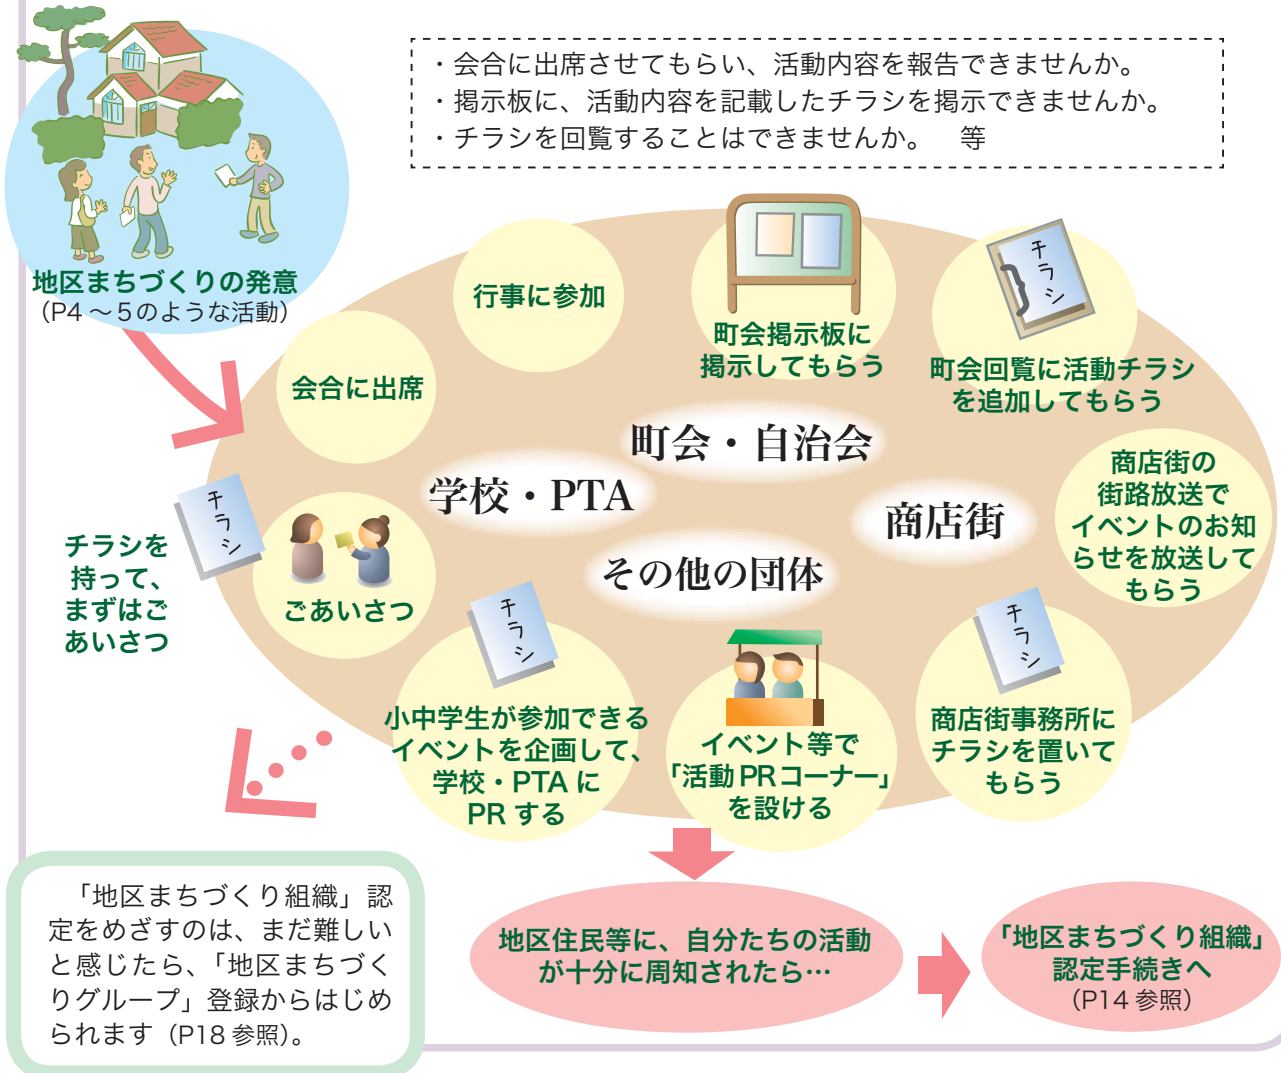 ・会合に出席させてもらい、活動内容を報告できませんか。
・掲示板に、活動内容を記載したチラシを掲示できませんか。
・チラシを回覧することはできませんか。　等
地区まちづくりの発意
（P4～5のような活動）
行事に参加
町会掲示板に
掲示してもらう
チラシ
町会回覧に活動チラシ
を追加してもらう
会合に出席
町会・自治会
学校・PTA
商店街
その他の団体
商店街の
街路放送で
イベントのお知
らせを放送して
もらう
チラシ
チラシを
持って、
まずはご
あいさつ
ごあいさつ
チラシ
小中学生が参加できる
イベントを企画して、
学校・PTA に
PR する
イベント等で
「活動 PR コーナー」
を設ける
チラシ
商店街事務所に
チラシを置いて
もらう
「地区まちづくり組織」認
定をめざすのは、まだ難しい
と感じたら、「地区まちづく
りグループ」登録からはじめ
られます（P18 参照）。
地区住民等に、自分たちの活動
が十分に周知されたら…
「地区まちづくり組織」
認定手続きへ
（P14 参照）